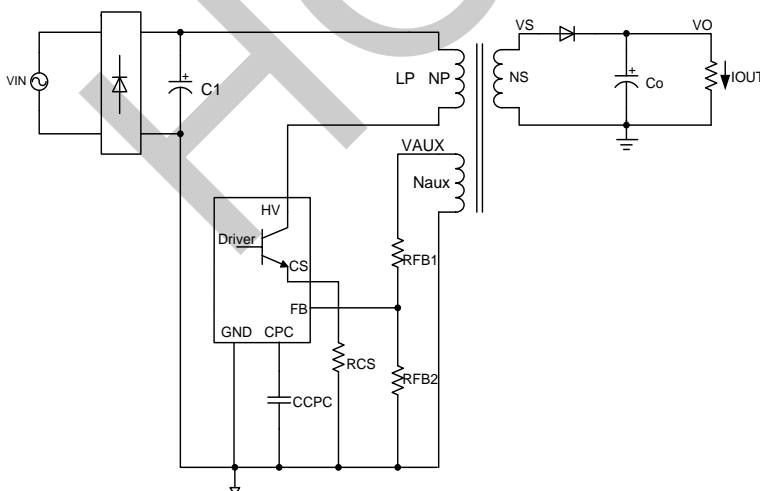 VS
VO
VIN
C1
LP NP
NS
Co
IOUT
VAUX
Naux
HV
Driver
CS
RFB1
FB
GND CPC
RCS
RFB2
CCPC